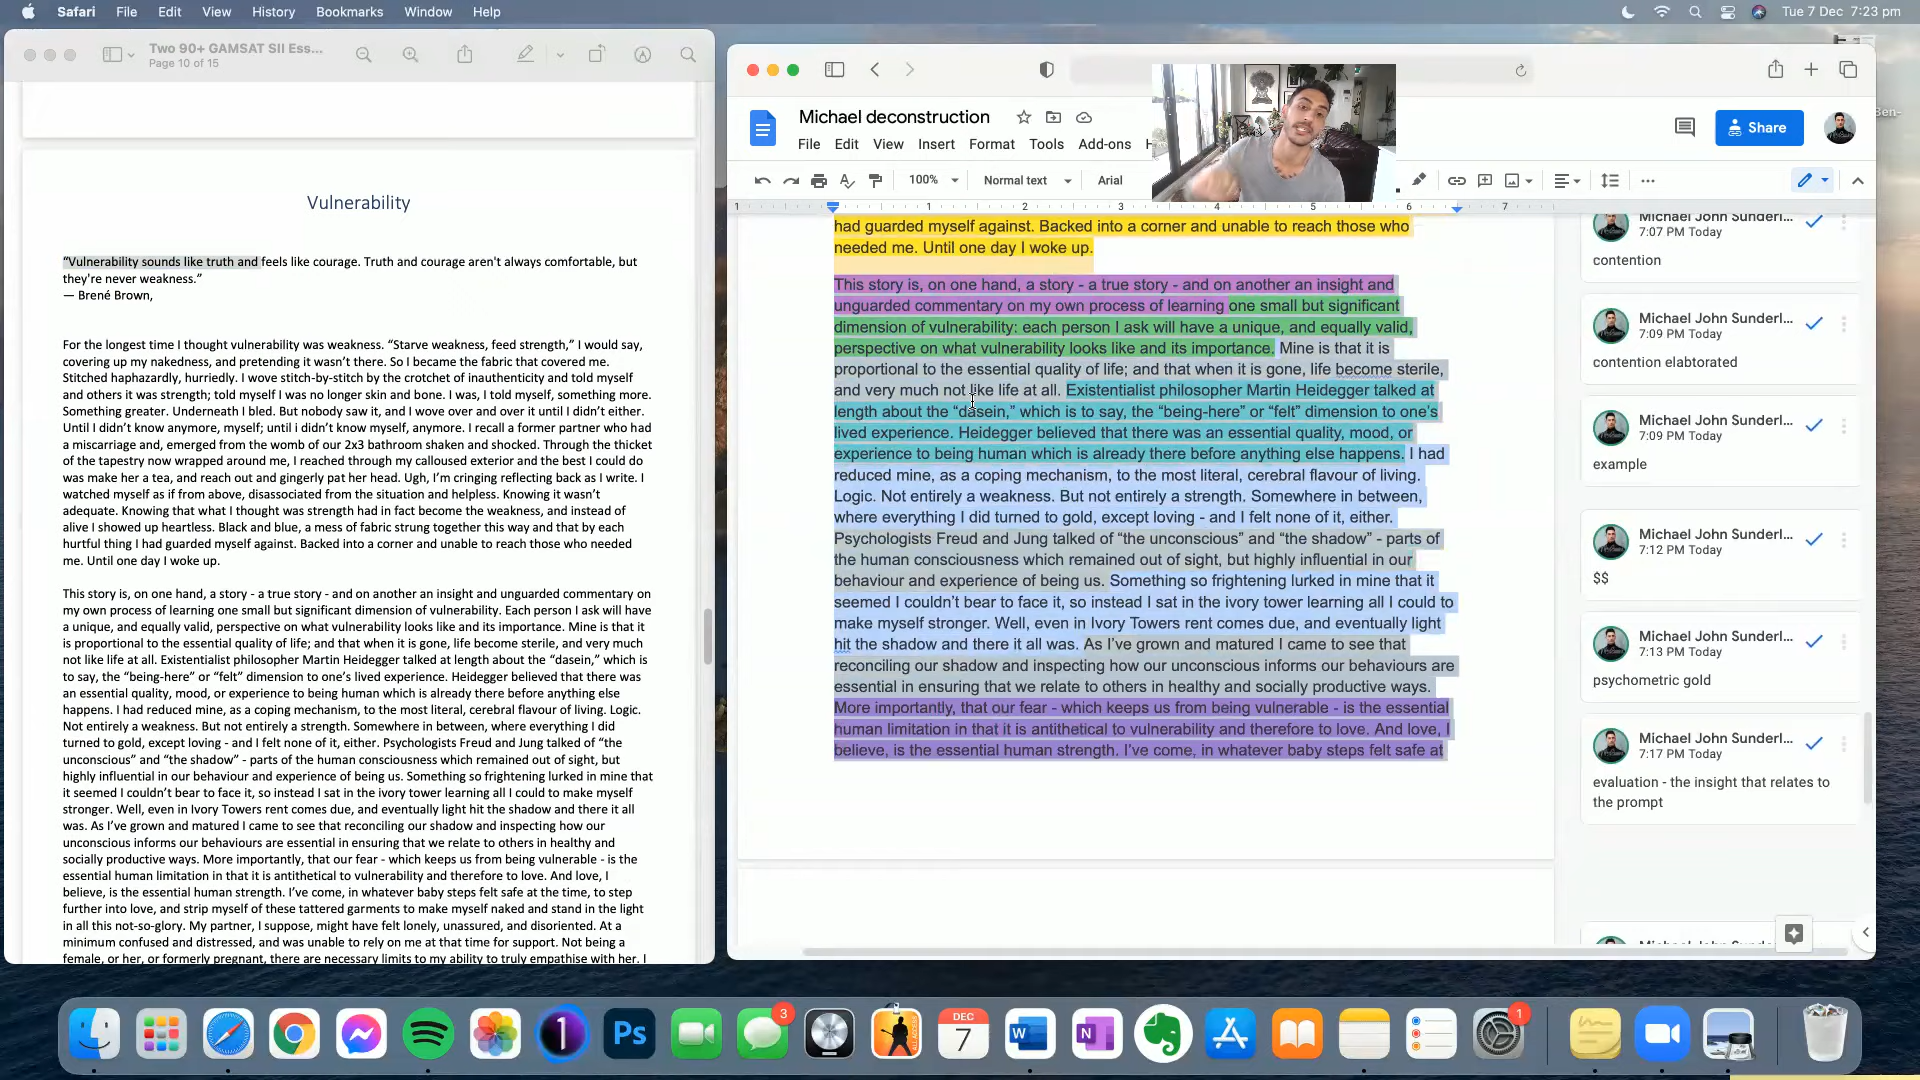 Safari File Edit View History Bookmarks Window Help
Tue 7 Dec 7:23 pm
Two 90+ GAMSAT SII Ess...
Page 10 of 15
Vulnerability
“Vulnerability sounds like truth and feels like courage. Truth and courage aren't always comfortable, but
they're never weakness.”
— Brené Brown,
For the longest time I thought vulnerability was weakness. “Starve weakness, feed strength,” I would say,
covering up my nakedness, and pretending it wasn’t there. So I became the fabric that covered me.
Stitched haphazardly, hurriedly. I wove stitch-by-stitch by the crotchet of inauthenticity and told myself
and others it was strength; told myself I was no longer skin and bone. I was, I told myself, something more.
Something greater. Underneath I bled. But nobody saw it, and I wove over and over it until I didn’t either.
Until I didn’t know anymore, myself; until i didn’t know myself, anymore. I recall a former partner who had
a miscarriage and, emerged from the womb of our 2x3 bathroom shaken and shocked. Through the thicket
of the tapestry now wrapped around me, I reached through my calloused exterior and the best I could do
was make her a tea, and reach out and gingerly pat her head. Ugh, I’m cringing reflecting back as I write. I
watched myself as if from above, disassociated from the situation and helpless. Knowing it wasn’t
adequate. Knowing that what I thought was strength had in fact become the weakness, and instead of
alive I showed up heartless. Black and blue, a mess of fabric strung together this way and that by each
hurtful thing I had guarded myself against. Backed into a corner and unable to reach those who needed
me. Until one day I woke up.
This story is, on one hand, a story - a true story - and on another an insight and unguarded commentary on
my own process of learning one small but significant dimension of vulnerability. Each person I ask will have
a unique, and equally valid, perspective on what vulnerability looks like and its importance. Mine is that it
is proportional to the essential quality of life; and that when it is gone, life become sterile, and very much
not like life at all. Existentialist philosopher Martin Heidegger talked at length about the “dasein,” which is
to say, the “being-here” or “felt” dimension to one’s lived experience. Heidegger believed that there was
an essential quality, mood, or experience to being human which is already there before anything else
happens. I had reduced mine, as a coping mechanism, to the most literal, cerebral flavour of living. Logic.
Not entirely a weakness. But not entirely a strength. Somewhere in between, where everything I did
turned to gold, except loving - and I felt none of it, either. Psychologists Freud and Jung talked of “the
unconscious” and “the shadow” - parts of the human consciousness which remained out of sight, but
highly influential in our behaviour and experience of being us. Something so frightening lurked in mine that
it seemed I couldn’t bear to face it, so instead I sat in the ivory tower learning all I could to make myself
stronger. Well, even in Ivory Towers rent comes due, and eventually light hit the shadow and there it all
was. As I’ve grown and matured I came to see that reconciling our shadow and inspecting how our
unconscious informs our behaviours are essential in ensuring that we relate to others in healthy and
socially productive ways. More importantly, that our fear - which keeps us from being vulnerable - is the
essential human limitation in that it is antithetical to vulnerability and therefore to love. And love, I
believe, is the essential human strength. I’ve come, in whatever baby steps felt safe at the time, to step
further into love, and strip myself of these tattered garments to make myself naked and stand in the light
in all this not-so-glory. My partner, I suppose, might have felt lonely, unassured, and disoriented. At a
minimum confused and distressed, and was unable to rely on me at that time for support. Not being a
female, or her, or formerly pregnant, there are necessary limits to my ability to truly empathise with her. I
Michael deconstruction
File Edit View Insert Format Tools Add-ons
Share
100% Normal text Arial
1 1 2 3 4 5 6 7
had guarded myself against. Backed into a corner and unable to reach those who
needed me. Until one day I woke up.
This story is, on one hand, a story - a true story - and on another an insight and
unguarded commentary on my own process of learning one small but significant
dimension of vulnerability: each person I ask will have a unique, and equally valid,
perspective on what vulnerability looks like and its importance. Mine is that it is
proportional to the essential quality of life; and that when it is gone, life become sterile,
and very much not like life at all. Existentialist philosopher Martin Heidegger talked at
length about the “dasein,” which is to say, the “being-here” or “felt” dimension to one’s
lived experience. Heidegger believed that there was an essential quality, mood, or
experience to being human which is already there before anything else happens. I had
reduced mine, as a coping mechanism, to the most literal, cerebral flavour of living.
Logic. Not entirely a weakness. But not entirely a strength. Somewhere in between,
where everything I did turned to gold, except loving - and I felt none of it, either.
Psychologists Freud and Jung talked of “the unconscious” and “the shadow” - parts of
the human consciousness which remained out of sight, but highly influential in our
behaviour and experience of being us. Something so frightening lurked in mine that it
seemed I couldn’t bear to face it, so instead I sat in the ivory tower learning all I could to
make myself stronger. Well, even in Ivory Towers rent comes due, and eventually light
hit the shadow and there it all was. As I’ve grown and matured I came to see that
reconciling our shadow and inspecting how our unconscious informs our behaviours are
essential in ensuring that we relate to others in healthy and socially productive ways.
More importantly, that our fear - which keeps us from being vulnerable - is the essential
human limitation in that it is antithetical to vulnerability and therefore to love. And love, I
believe, is the essential human strength. I’ve come, in whatever baby steps felt safe at
Michael John Sunderl...
7:07 PM Today
contention
Michael John Sunderl...
7:09 PM Today
contention elabtorated
Michael John Sunderl...
7:09 PM Today
example
Michael John Sunderl...
7:12 PM Today
$$
Michael John Sunderl...
7:13 PM Today
psychometric gold
Michael John Sunderl...
7:17 PM Today
evaluation - the insight that relates to
the prompt
Ben-
3
DEC
7
1
Ps
W
N